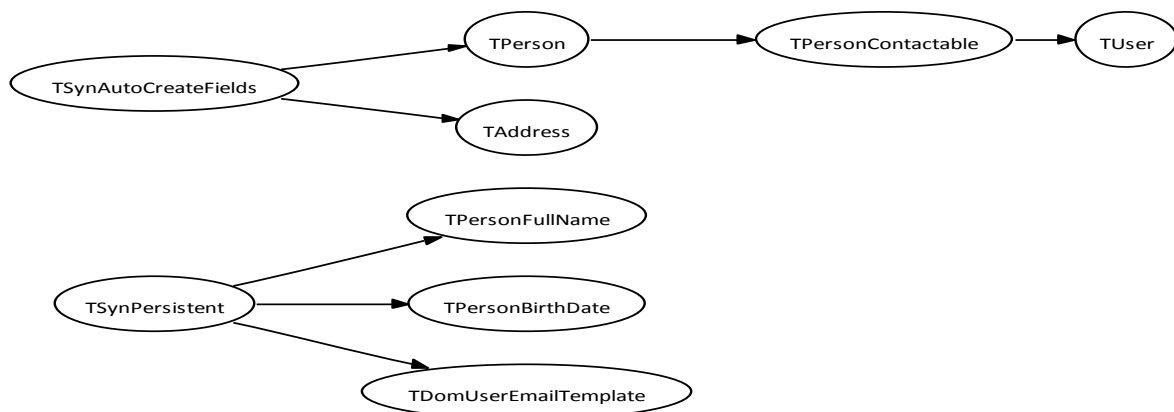 TPerson
TPersonContactable
TUser
TSynAutoCreateFields
TAddress
TPersonFullName
TSynPersistent
TPersonBirthDate
TDomUserEmailTemplate